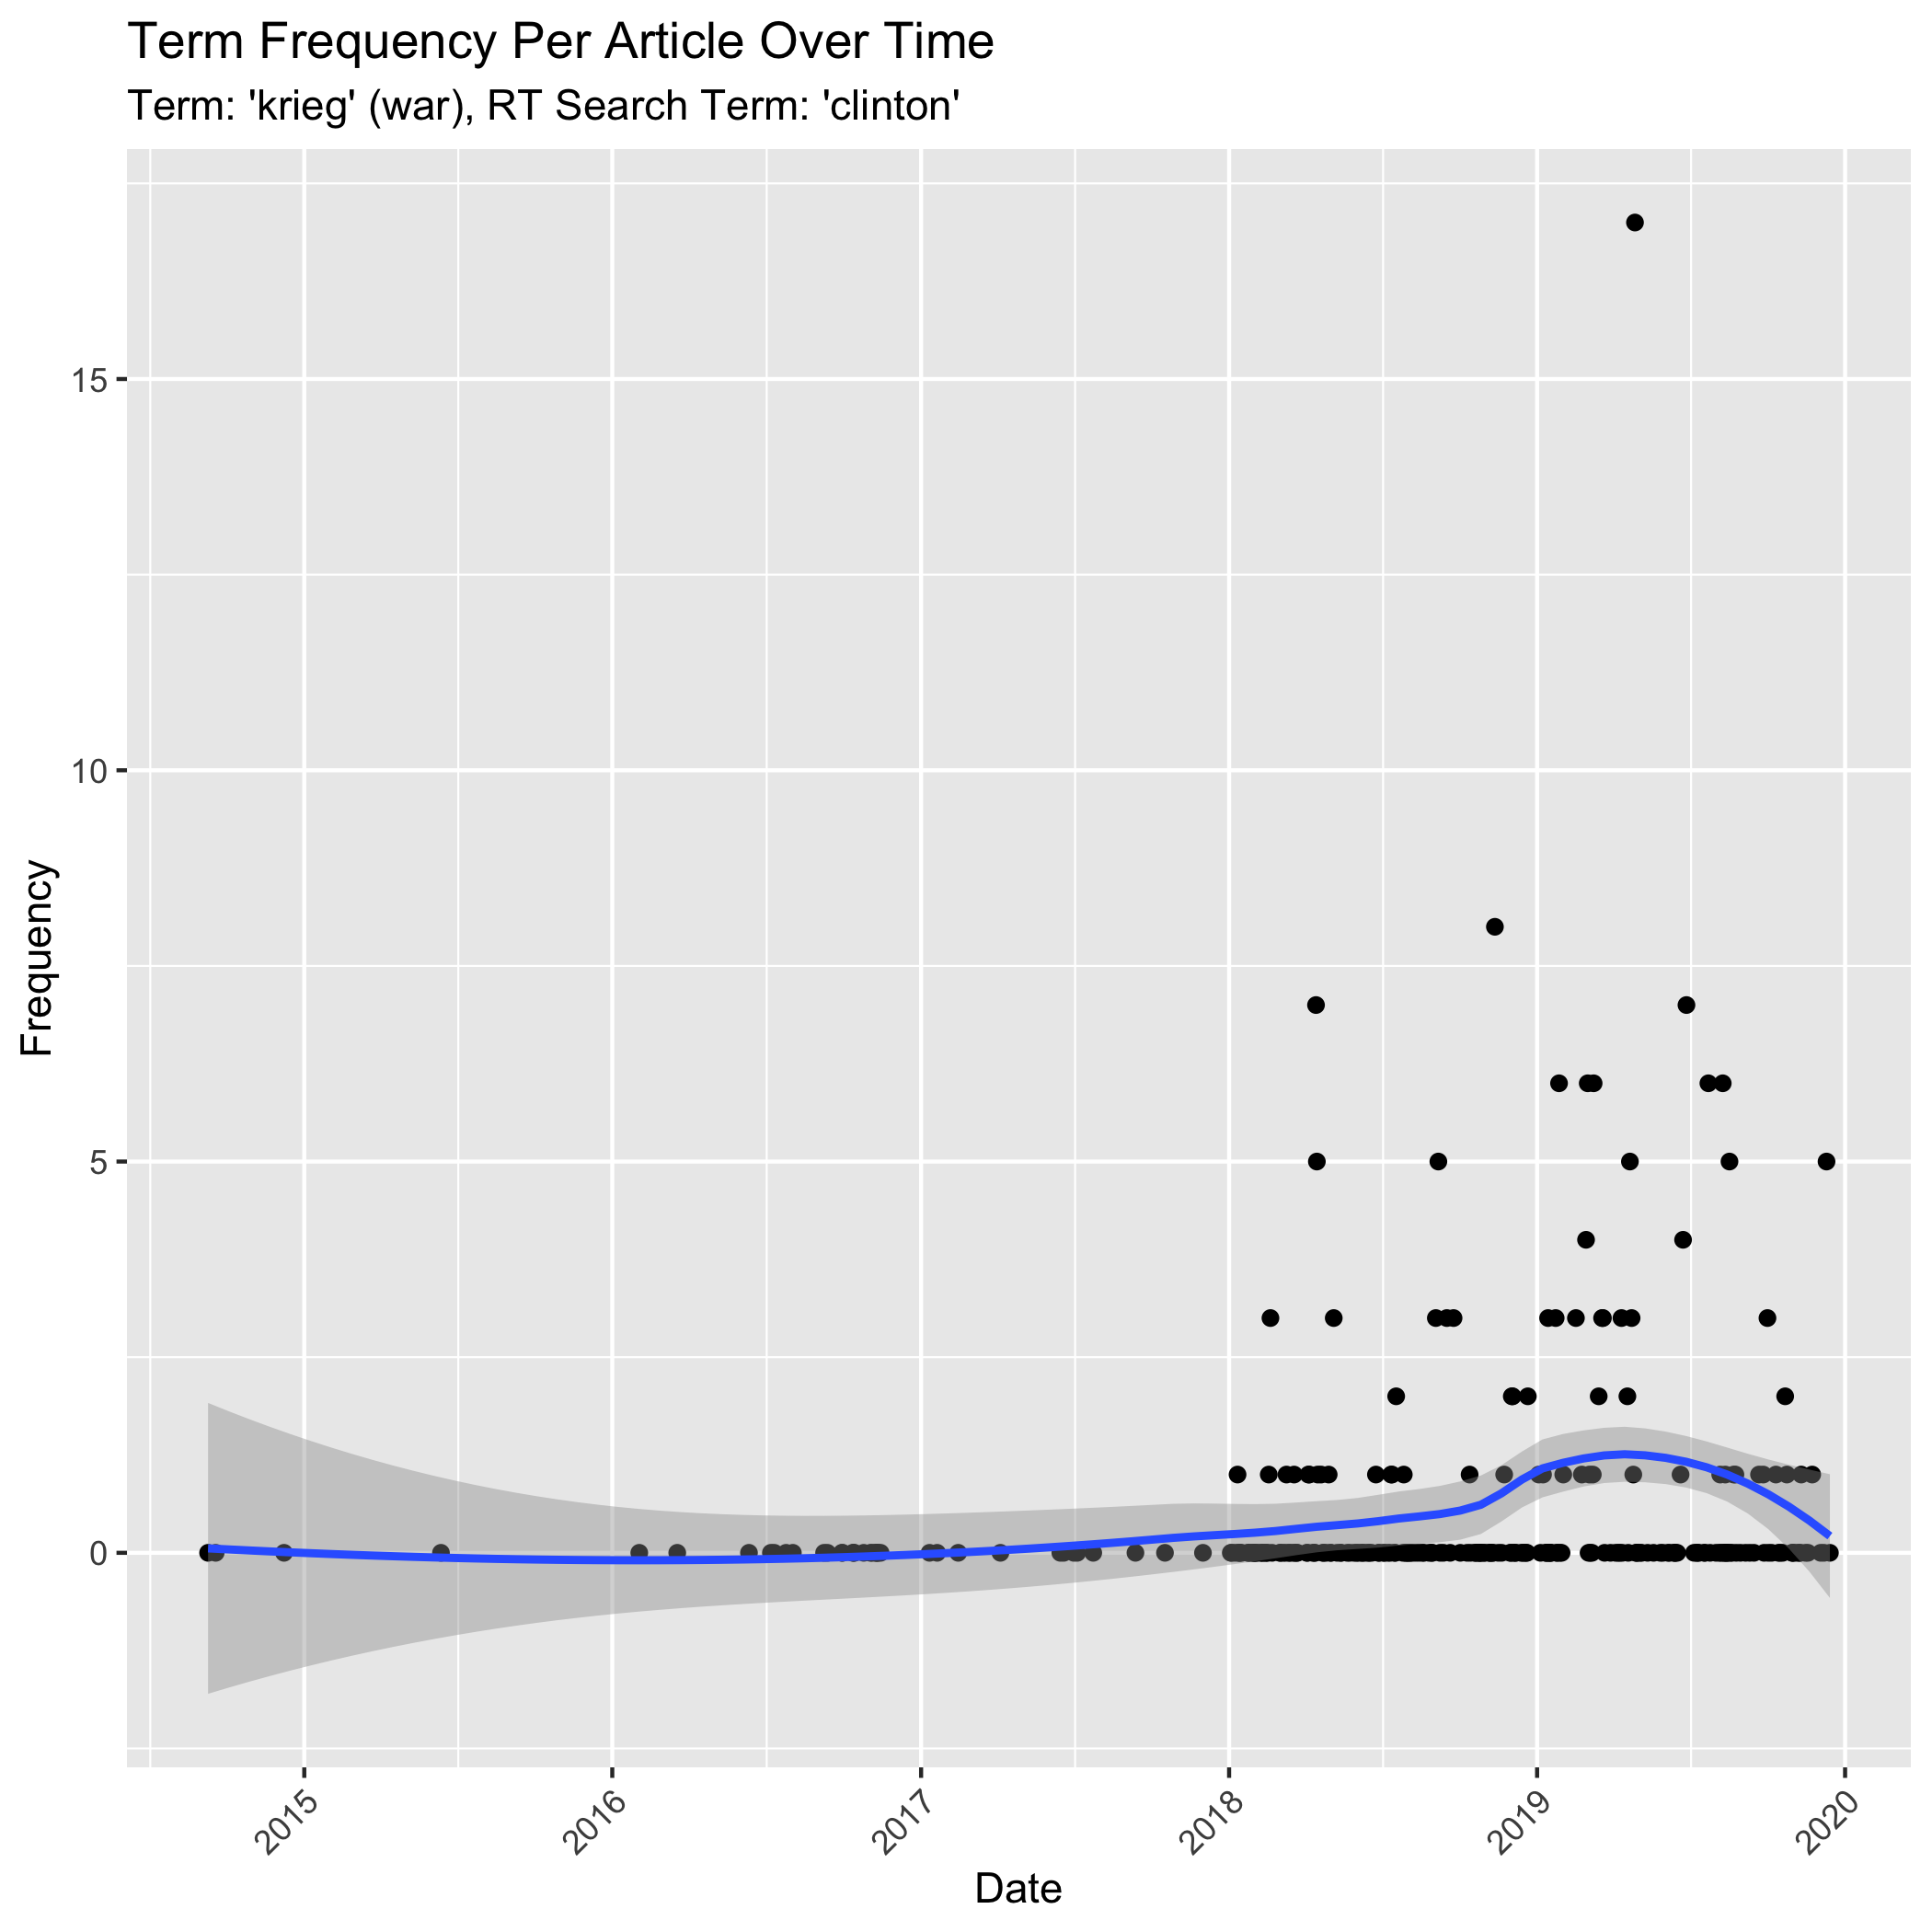 Term Frequency Per Article Over Time
Term: 'krieg' (war), RT Search Term: 'clinton'
15
10
5
0
Frequency
2015
2016
2017
2018
2019
2020
Date